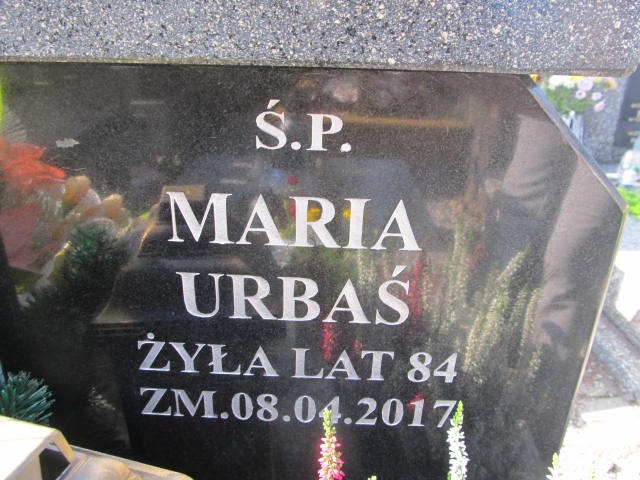 Ś.P.
MARIA
URBAŚ
ŻYŁA LAT 84
ZM.08.04.2017